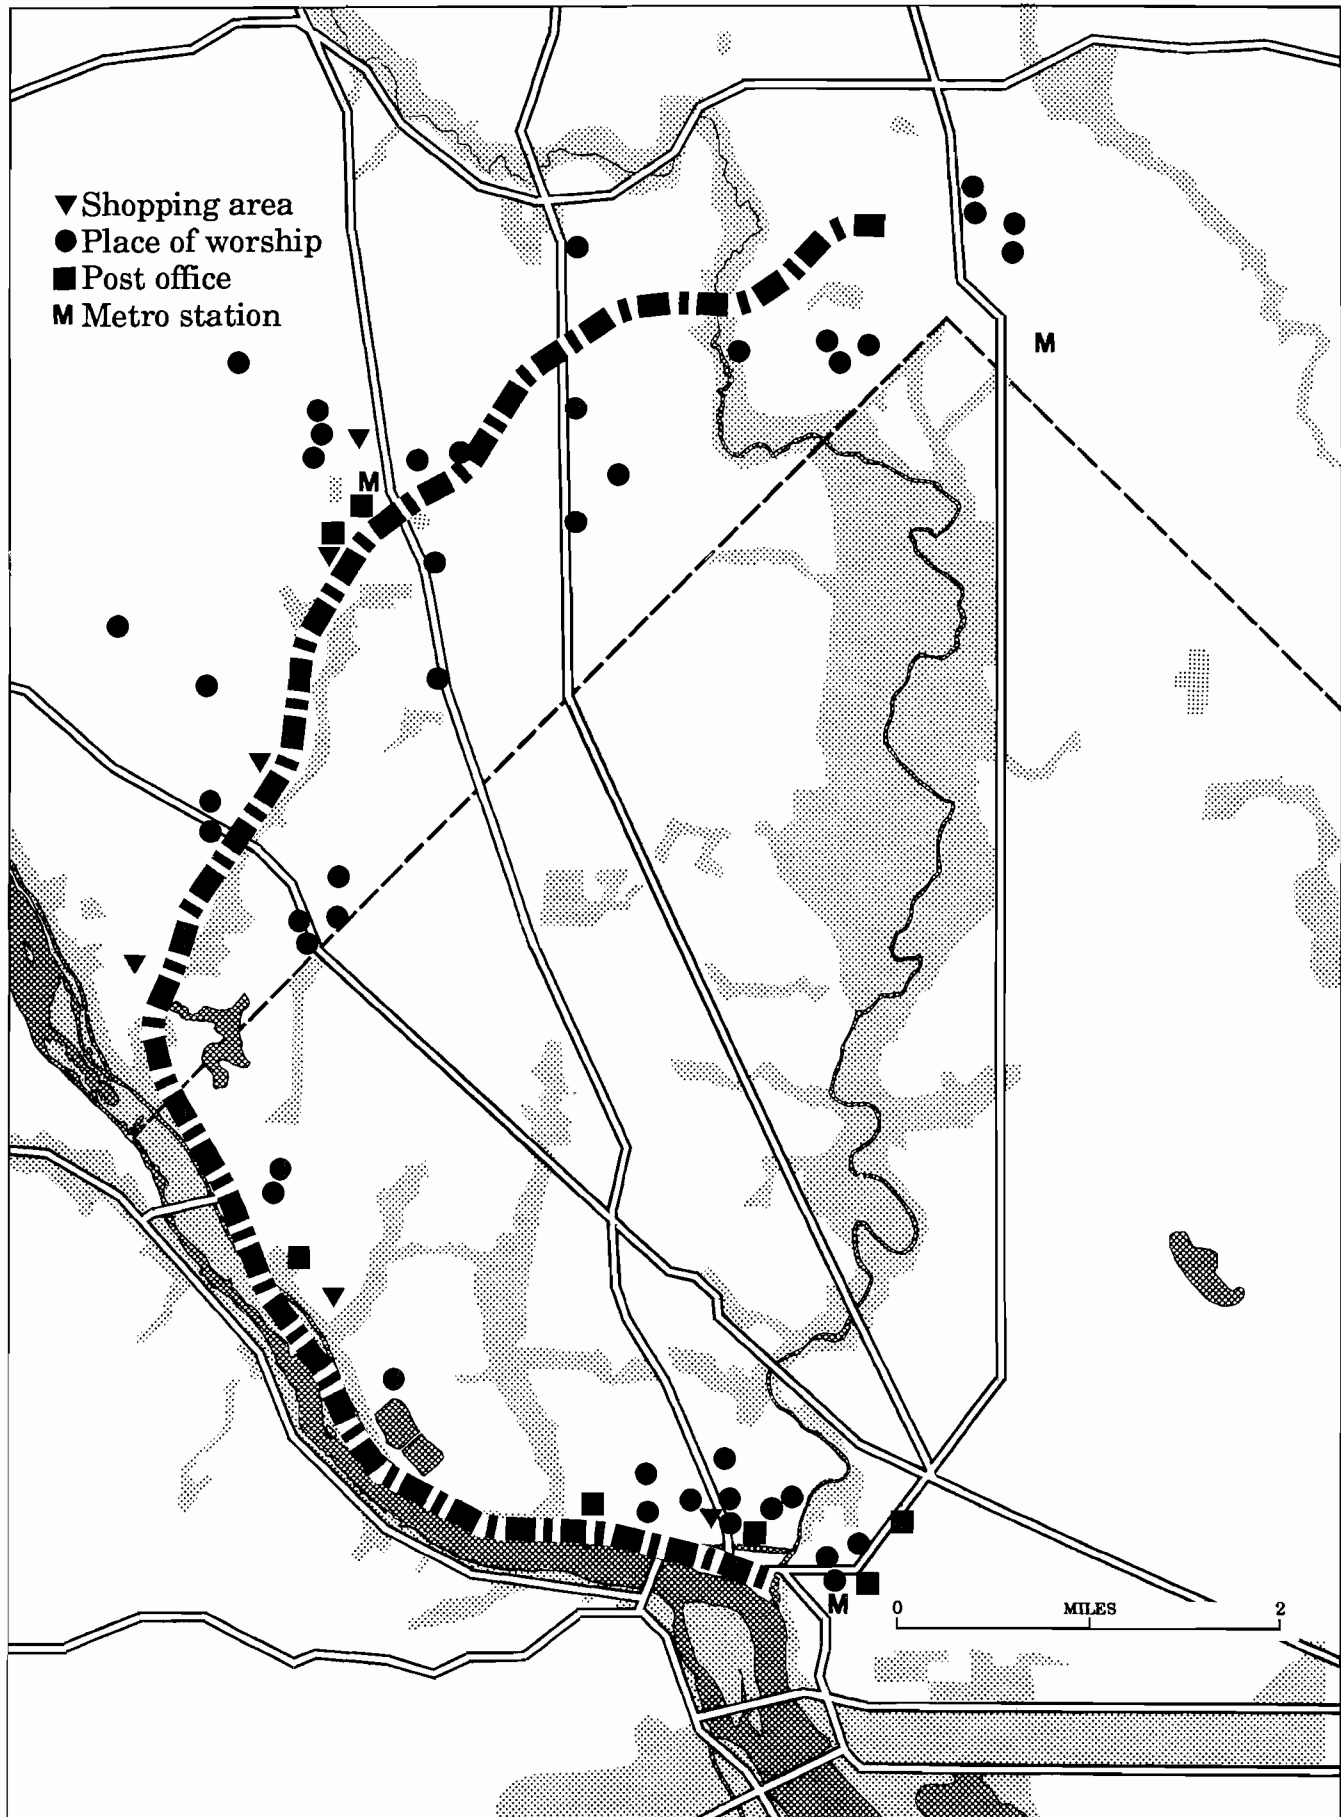 Shopping area
Place of worship
Post office
M Metro station
M
M
M
0 MILES 2